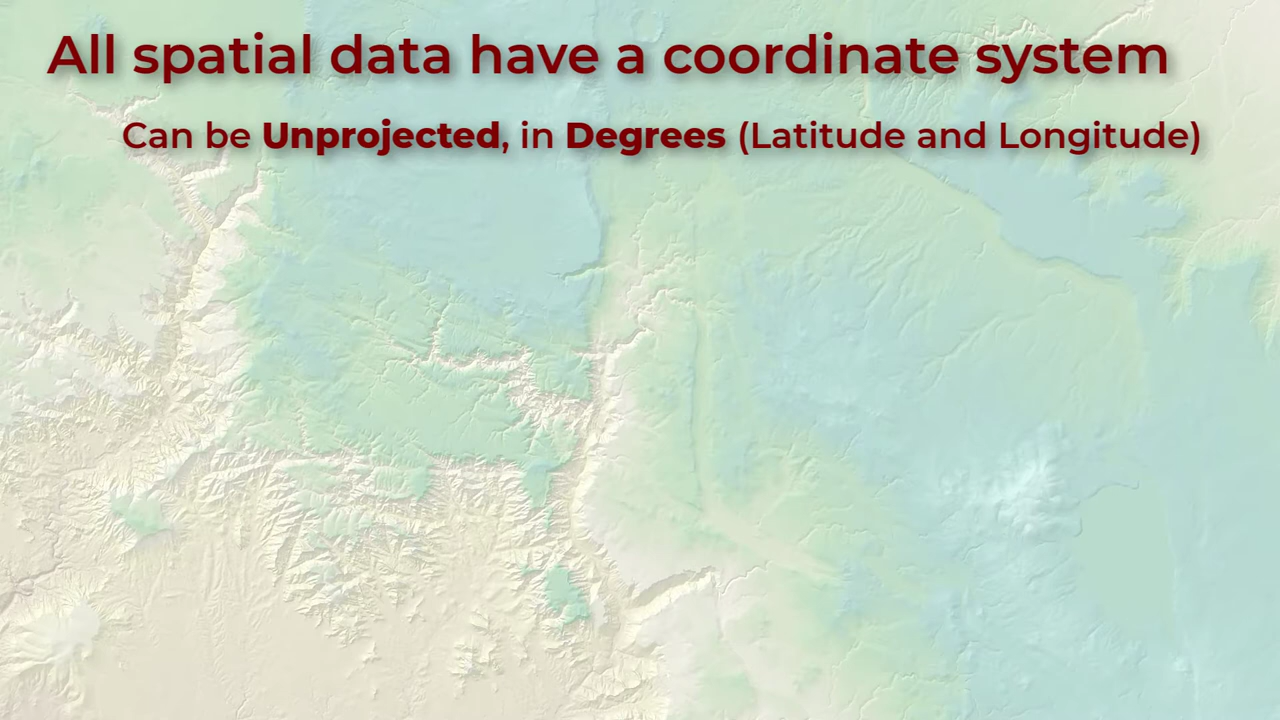 All spatial data have a coordinate system
Can be Unprojected, in Degrees (Latitude and Longitude)